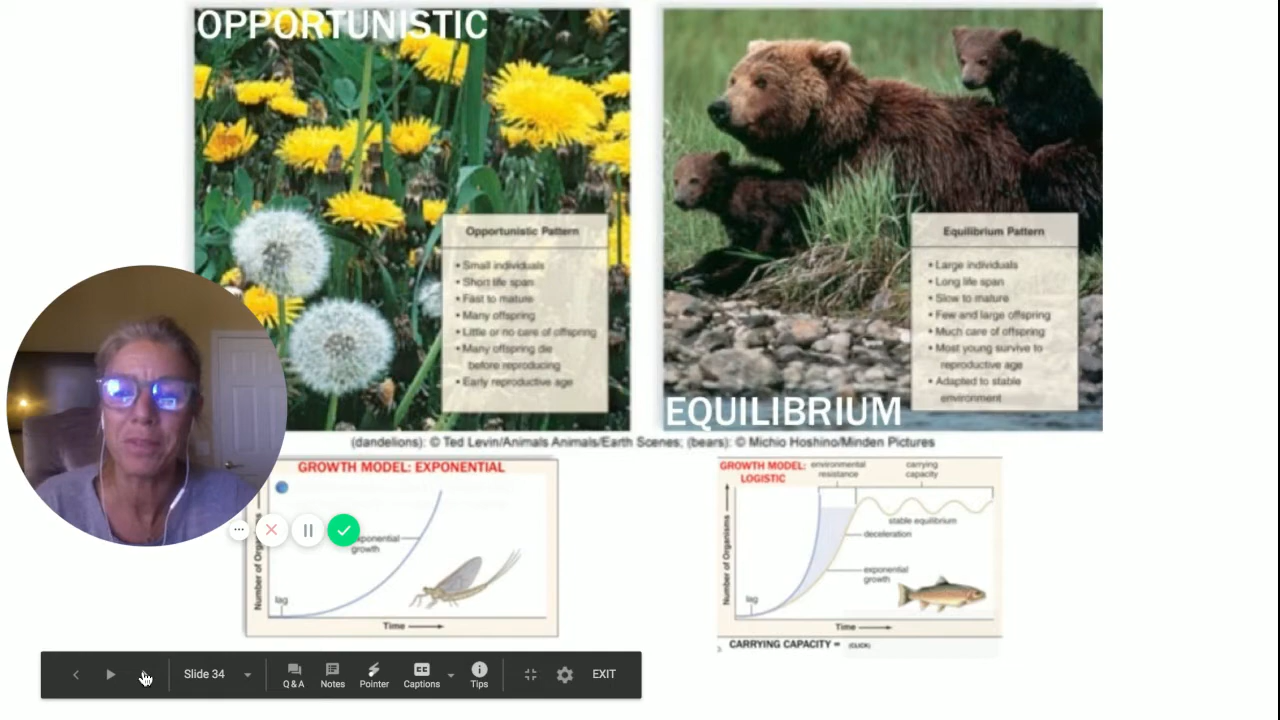 OPPORTUNISTIC
Opportunistic Pattern
• Small individuals
• Short life span
• Fast to mature
• Many offspring
• Little or no care of offspring
• Many offspring die
before reproducing
• Early reproductive age
Equilibrium Pattern
• Large individuals
• Long life span
• Slow to mature
• Few and large offspring
• Much care of offspring
• Most young survive to
reproductive age
• Adapted to stable
environment
EQUILIBRIUM
(dandelions): © Ted Levin/Animals Animals/Earth Scenes; (bears): © Michio Hoshino/Minden Pictures
GROWTH MODEL: EXPONENTIAL
growth
lag
Time
GROWTH MODEL:
LOGISTIC
environmental
resistance
carrying
capacity
stable equilibrium
deceleration
exponential
growth
Number of Organisms
lag
Time
CARRYING CAPACITY = (CLICK)
Slide 34
Q & A
Notes
Pointer
Captions
Tips
EXIT
CC